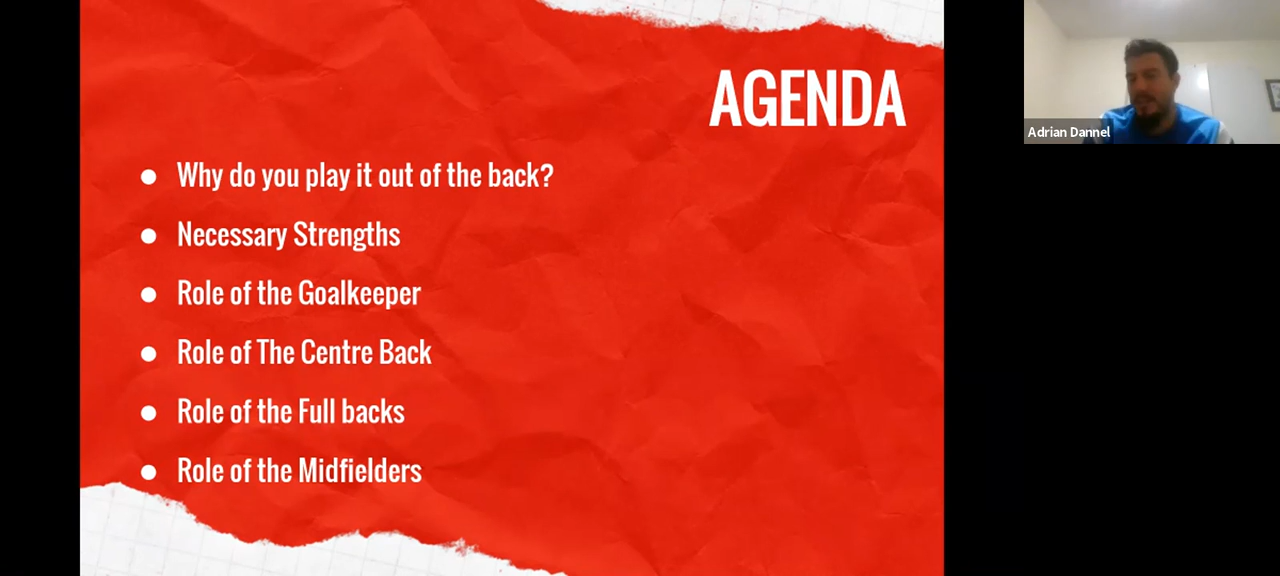 AGENDA
Why do you play it out of the back?
Necessary Strengths
Role of the Goalkeeper
Role of The Centre Back
Role of the Full backs
Role of the Midfielders
Adrian Dannel